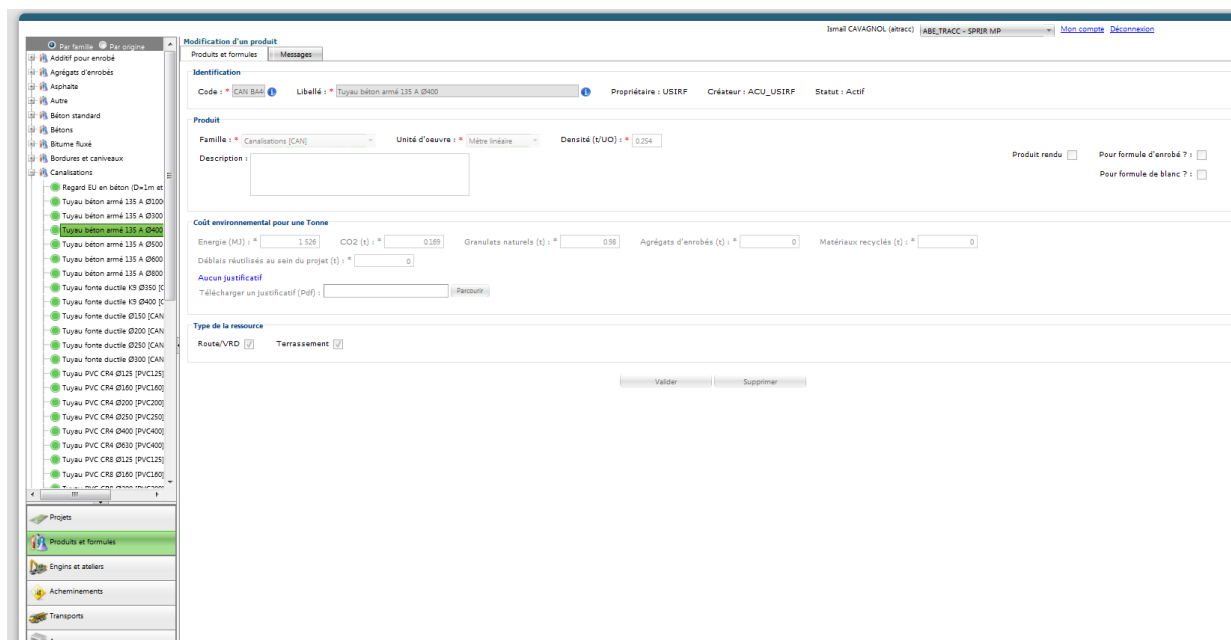 Ismail CAVAGNOL (aitracc) ABE_TRACC - SPRIR MP Mon compte Déconnexion
Par famille Par origine
Additif pour enrobé
Agrégats d'enrobés
Asphalte
Autre
Béton standard
Bétons
Bitume fluxé
Bordures et caniveaux
Canalisations
Regard EU en béton (D=1m et
Tuyau béton armé 135 A Ø100
Tuyau béton armé 135 A Ø300
Tuyau béton armé 135 A Ø400
Tuyau béton armé 135 A Ø500
Tuyau béton armé 135 A Ø600
Tuyau béton armé 135 A Ø800
Tuyau fonte ductile K9 Ø350 [C
Tuyau fonte ductile K9 Ø400 [C
Tuyau fonte ductile Ø150 [CAN
Tuyau fonte ductile Ø200 [CAN
Tuyau fonte ductile Ø250 [CAN
Tuyau fonte ductile Ø300 [CAN
Tuyau PVC CR4 Ø125 [PVC125]
Tuyau PVC CR4 Ø160 [PVC160]
Tuyau PVC CR4 Ø200 [PVC200]
Tuyau PVC CR4 Ø250 [PVC250]
Tuyau PVC CR4 Ø400 [PVC400]
Tuyau PVC CR4 Ø630 [PVC400]
Tuyau PVC CR8 Ø125 [PVC125]
Tuyau PVC CR8 Ø160 [PVC160]
Projets
Produits et formules
Engins et ateliers
Acheminements
Transports
Modification d'un produit
Produits et formules Messages
Identification
Code : * CAN BA4 Libellé : * Tuyau béton armé 135 A Ø400 Propriétaire : USIRF Créateur : ACU_USIRF Statut : Actif
Produit
Famille : * Canalisations [CAN] Unité d'oeuvre : * Mètre linéaire Densité (t/UO) : * 0.254
Description : Produit rendu Pour formule d'enrobé ? :
Pour formule de blanc ? :
Coût environnemental pour une Tonne
Energie (MJ) : * 1 526 CO2 (t) : * 0.169 Granulats naturels (t) : * 0.98 Agrégats d'enrobés (t) : * 0 Matériaux recyclés (t) : * 0
Déblais réutilisés au sein du projet (t) : * 0
Aucun justificatif
Télécharger un justificatif (Pdf) : Parcourir
Type de la ressource
Route/VRD Terrassement
Valider Supprimer